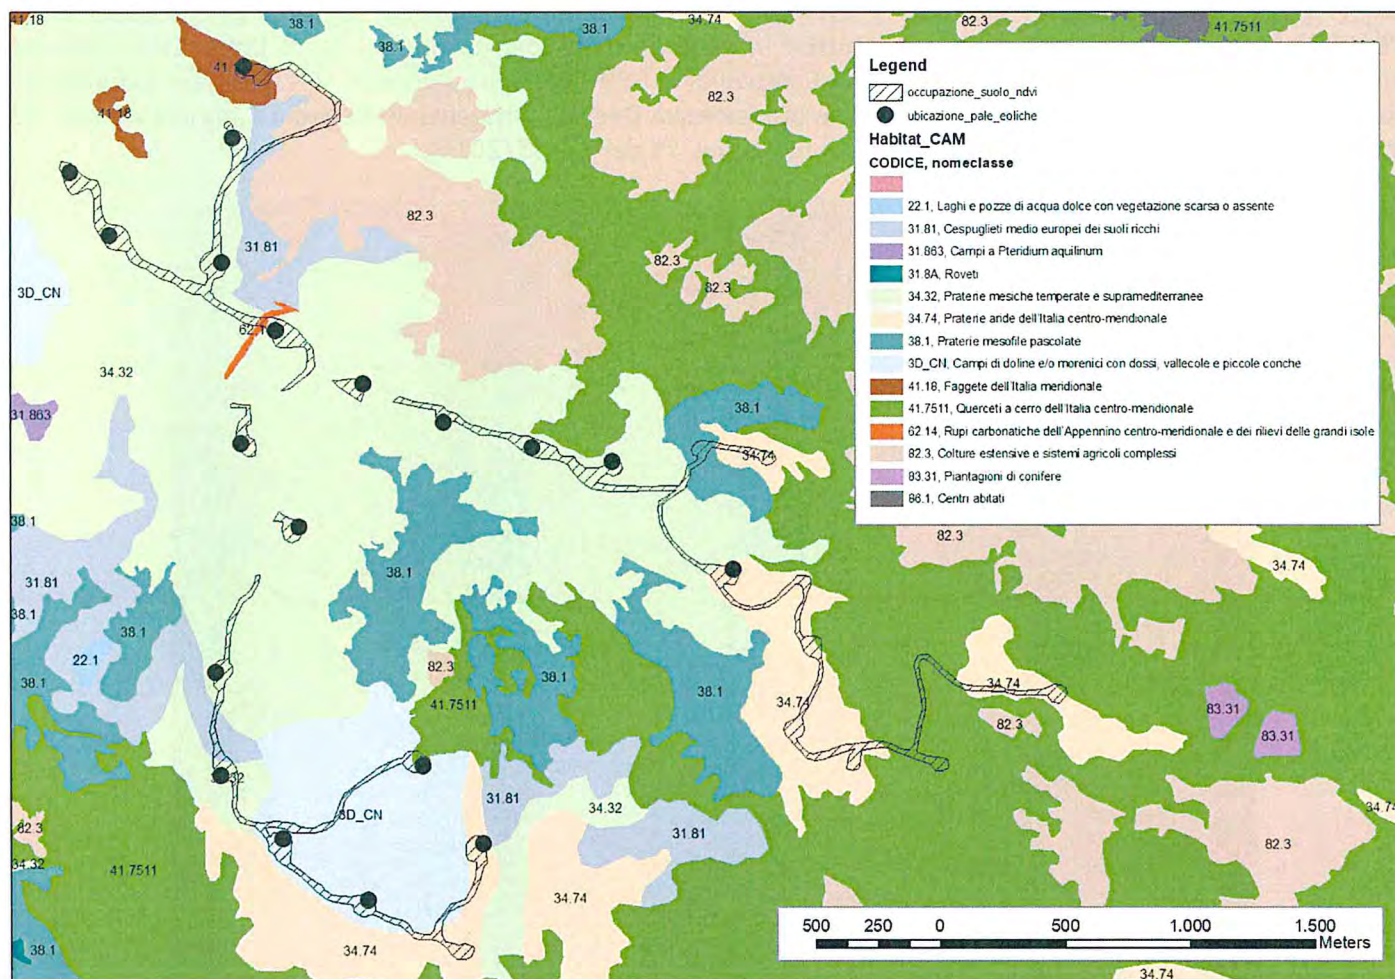 41.18
38.1
34.74
82.3
41.7511
38.1
82.3
41.18
82.3
31.81
82.3
82.3
3D_CN
34.32
31.863
38.1
34.74
38.1
31.81
38.1
38.1
38.1
22.1
38.1
82.3
41.7511
38.1
38.1
34.74
34.74
82.3
83.31
83.31
82.3
34.74
3D_CN
31.81
34.32
31.81
82.3
34.32
41.7511
34.74
82.3
34.74
38.1
34.74
34.74
Legend
occupazione_suolo_ndvi
ubicazione_pale_eoliche
Habitat_CAM
CODICE, nomeclasse
22.1, Laghi e pozze di acqua dolce con vegetazione scarsa o assente
31.81, Cespuglieti medio europei dei suoli ricchi
31.863, Campi a Pteridium aquilinum
31.8A, Roveti
34.32, Praterie mesiche temperate e supramediterranee
34.74, Praterie aride dell'Italia centro-meridionale
38.1, Praterie mesofile pascolate
3D_CN, Campi di doline e/o morenici con dossi, vallecole e piccole conche
41.18, Faggete dell'Italia meridionale
41.7511, Querceti a cerro dell'Italia centro-meridionale
62.14, Rupi carbonatiche dell'Appennino centro-meridionale e dei rilievi delle grandi isole
82.3, Colture estensive e sistemi agricoli complessi
83.31, Piantagioni di conifere
86.1, Centri abitati
500 250 0 500 1.000 1.500
Meters